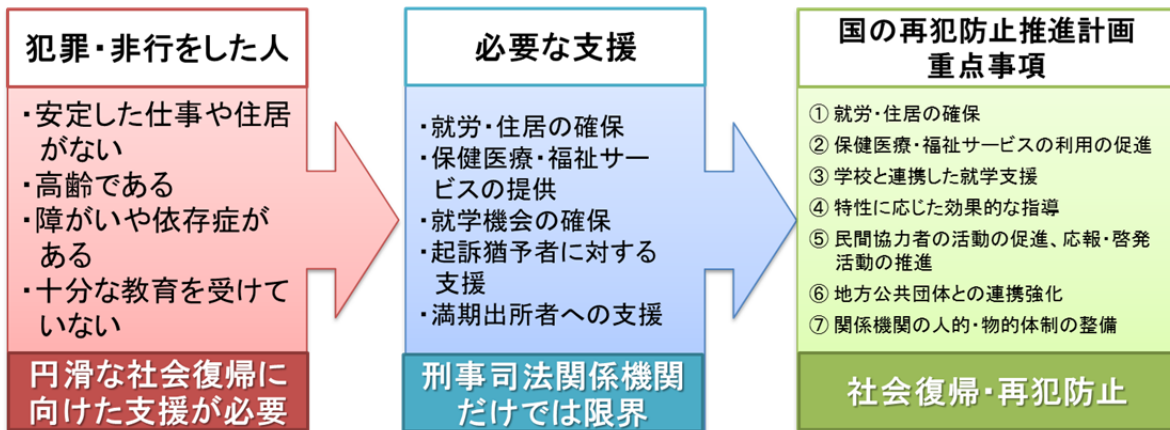 犯罪・非行をした人
・安定した仕事や住居
がない
・高齢である
・障がいや依存症が
ある
・十分な教育を受けて
いない
円滑な社会復帰に
向けた支援が必要
必要な支援
・就労・住居の確保
・保健医療・福祉サー
ビスの提供
・就学機会の確保
・起訴猶予者に対する
支援
・満期出所者への支援
刑事司法関係機関
だけでは限界
国の再犯防止推進計画
重点事項
① 就労・住居の確保
② 保健医療・福祉サービスの利用の促進
③ 学校と連携した就学支援
④ 特性に応じた効果的な指導
⑤ 民間協力者の活動の促進、応報・啓発
活動の推進
⑥ 地方公共団体との連携強化
⑦ 関係機関の人的・物的体制の整備
社会復帰・再犯防止